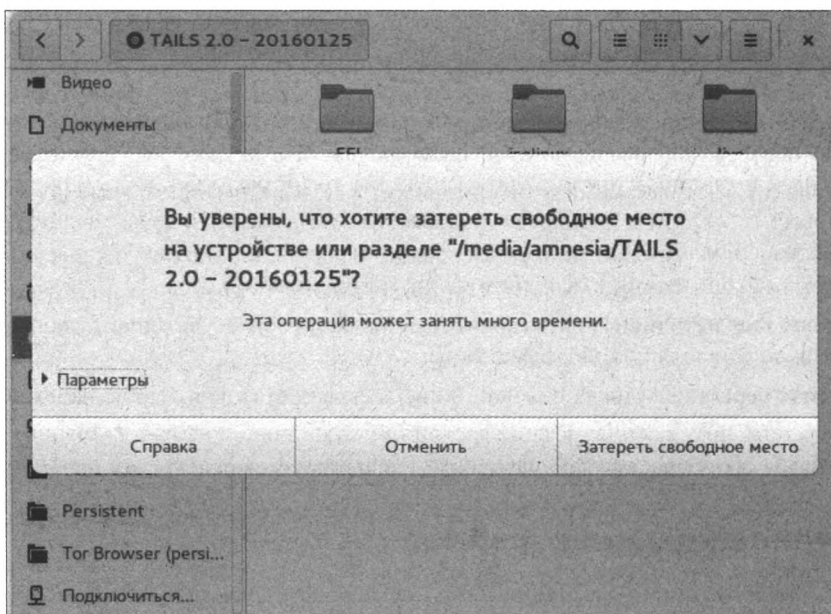 TAILS 2.0 – 20160125
Видео
Документы
Вы уверены, что хотите затереть свободное место
на устройстве или разделе "/media/amnesia/TAILS
2.0 – 20160125"?
Эта операция может занять много времени.
Параметры
Справка
Отменить
Затереть свободное место
Persistent
Tor Browser (persi...
Подключиться...